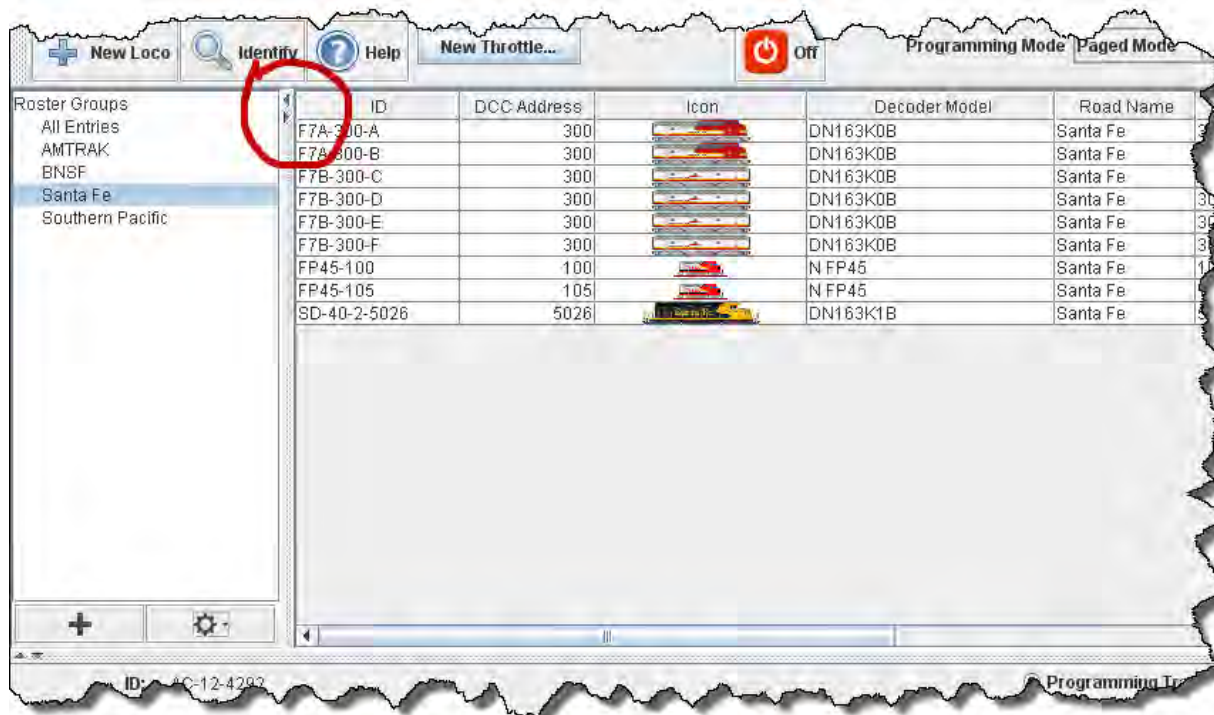 New Loco Identify Help New Throttle... Off Programming Mode Paged Mode
Roster Groups
All Entries
AMTRAK
BNSF
Santa Fe
Southern Pacific
ID DCC Address Icon Decoder Model Road Name
F7A-300-A 300 DN163K0B Santa Fe
F7A-300-B 300 DN163K0B Santa Fe
F7B-300-C 300 DN163K0B Santa Fe
F7B-300-D 300 DN163K0B Santa Fe
F7B-300-E 300 DN163K0B Santa Fe
F7B-300-F 300 DN163K0B Santa Fe
FP45-100 100 N FP45 Santa Fe
FP45-105 105 N FP45 Santa Fe
SD-40-2-5026 5026 DN163K1B Santa Fe
ID: AC-12-4292 Programming